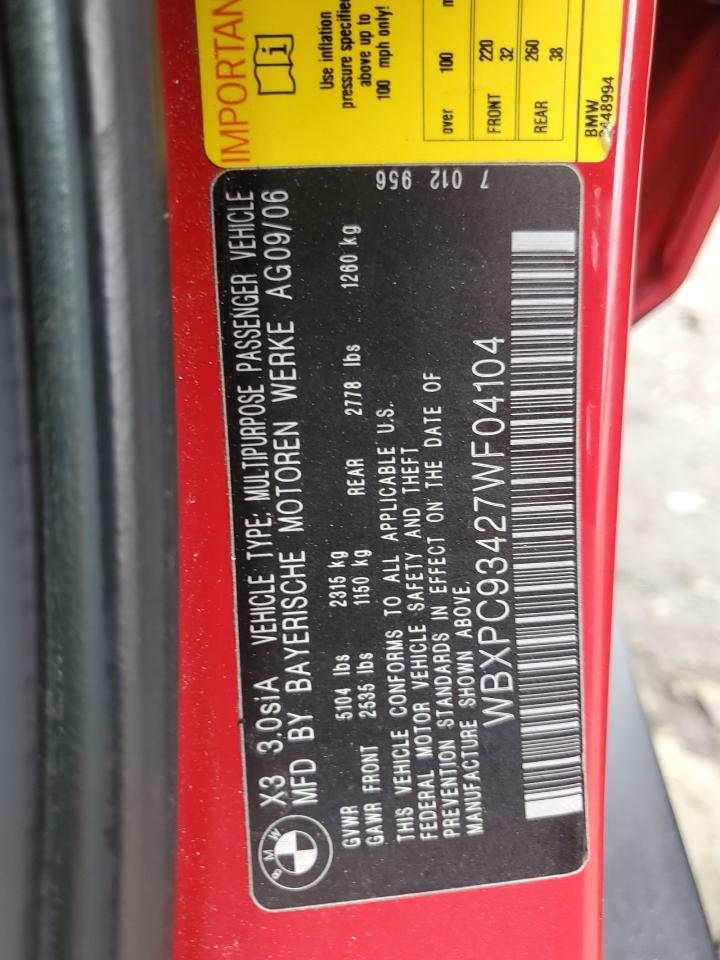 BMW
X3 3.0siA VEHICLE TYPE: MULTIPURPOSE PASSENGER VEHICLE
MFD BY BAYERISCHE MOTOREN WERKE AG09/06
GVWR 5104 lbs 2315 kg
GAWR FRONT 2535 lbs 1150 kg REAR 2778 lbs 1260 kg
THIS VEHICLE CONFORMS TO ALL APPLICABLE U.S.
FEDERAL MOTOR VEHICLE SAFETY AND THEFT
PREVENTION STANDARDS IN EFFECT ON THE DATE OF
MANUFACTURE SHOWN ABOVE.
WBXPC93427WF04104
7 012 956
IMPORTAN
Use inflation
pressure specified
above up to
100 mph only!
over 100 m
FRONT 220
32
REAR 260
38
BMW
2448994